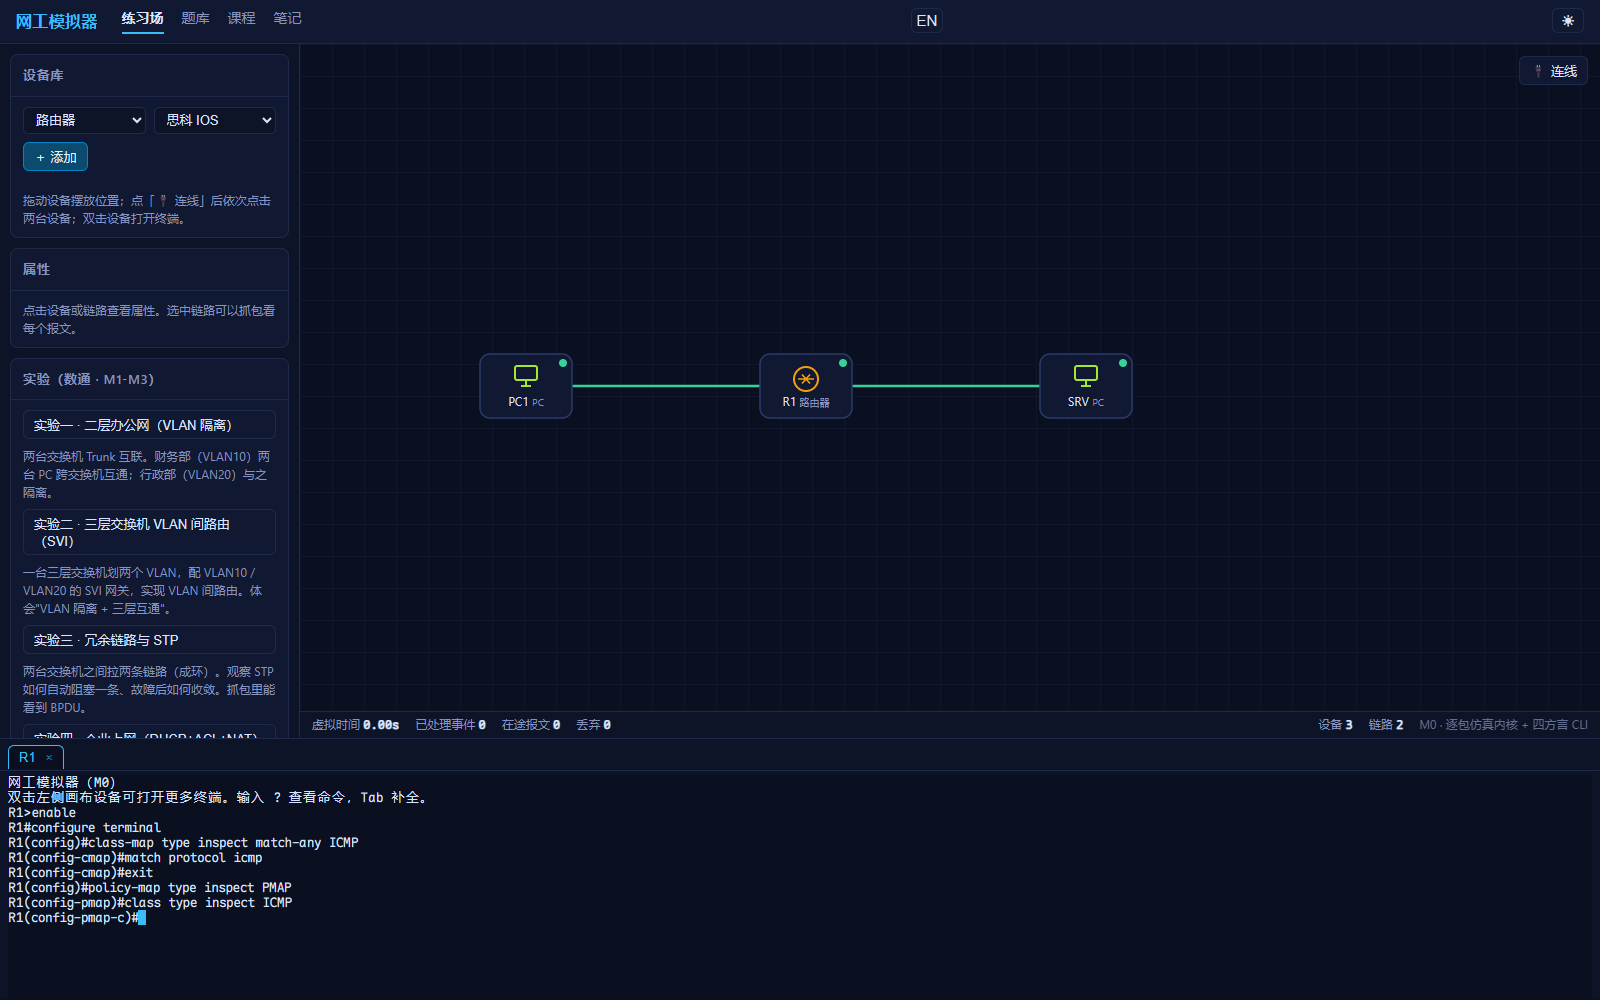 网工模拟器
练习场
题库
课程
笔记
EN
设备库
路由器
思科 IOS
+ 添加
拖动设备摆放位置；点「 连线」后依次点击
两台设备；双击设备打开终端。
属性
点击设备或链路查看属性。选中链路可以抓包看
每个报文。
实验（数通 · M1-M3）
实验一 · 二层办公网（VLAN 隔离）
两台交换机 Trunk 互联。财务部（VLAN10）两
台 PC 跨交换机互通；行政部（VLAN20）与之
隔离。
实验二 · 三层交换机 VLAN 间路由
（SVI）
一台三层交换机划两个 VLAN，配 VLAN10 /
VLAN20 的 SVI 网关，实现 VLAN 间路由。体
会"VLAN 隔离 + 三层互通"。
实验三 · 冗余链路与 STP
两台交换机之间拉两条链路（成环）。观察 STP
如何自动阻塞一条、故障后如何收敛。抓包里能
看到 BPDU。
实验四 · 企业上网（DHCP+ACL+NAT）
连线
PC1 PC
R1 路由器
SRV PC
虚拟时间 0.00s 已处理事件 0 在途报文 0 丢弃 0
设备 3 链路 2 M0 · 逐包仿真内核 + 四方言 CLI
R1 ×
网工模拟器 (M0)
双击左侧画布设备可打开更多终端。输入 ? 查看命令, Tab 补全。
R1>enable
R1#configure terminal
R1(config)#class-map type inspect match-any ICMP
R1(config-cmap)#match protocol icmp
R1(config-cmap)#exit
R1(config)#policy-map type inspect PMAP
R1(config-pmap)#class type inspect ICMP
R1(config-pmap-c)#